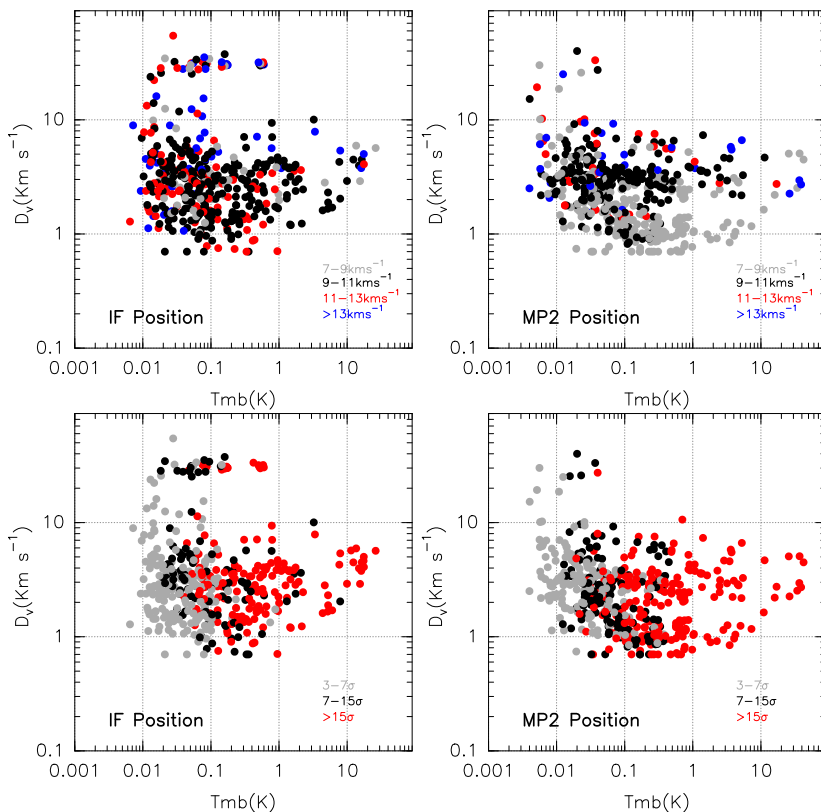 10
1
0.1
D_v(Km s⁻¹)
7−9kms⁻¹
9−11kms⁻¹
11−13kms⁻¹
>13kms⁻¹
IF Position
0.001 0.01 0.1 1 10
Tmb(K)
10
1
0.1
D_v(Km s⁻¹)
7−9kms⁻¹
9−11kms⁻¹
11−13kms⁻¹
>13kms⁻¹
MP2 Position
0.001 0.01 0.1 1 10
Tmb(K)
10
1
0.1
D_v(Km s⁻¹)
3−7σ
7−15σ
>15σ
IF Position
0.001 0.01 0.1 1 10
Tmb(K)
10
1
0.1
D_v(Km s⁻¹)
3−7σ
7−15σ
>15σ
MP2 Position
0.001 0.01 0.1 1 10
Tmb(K)